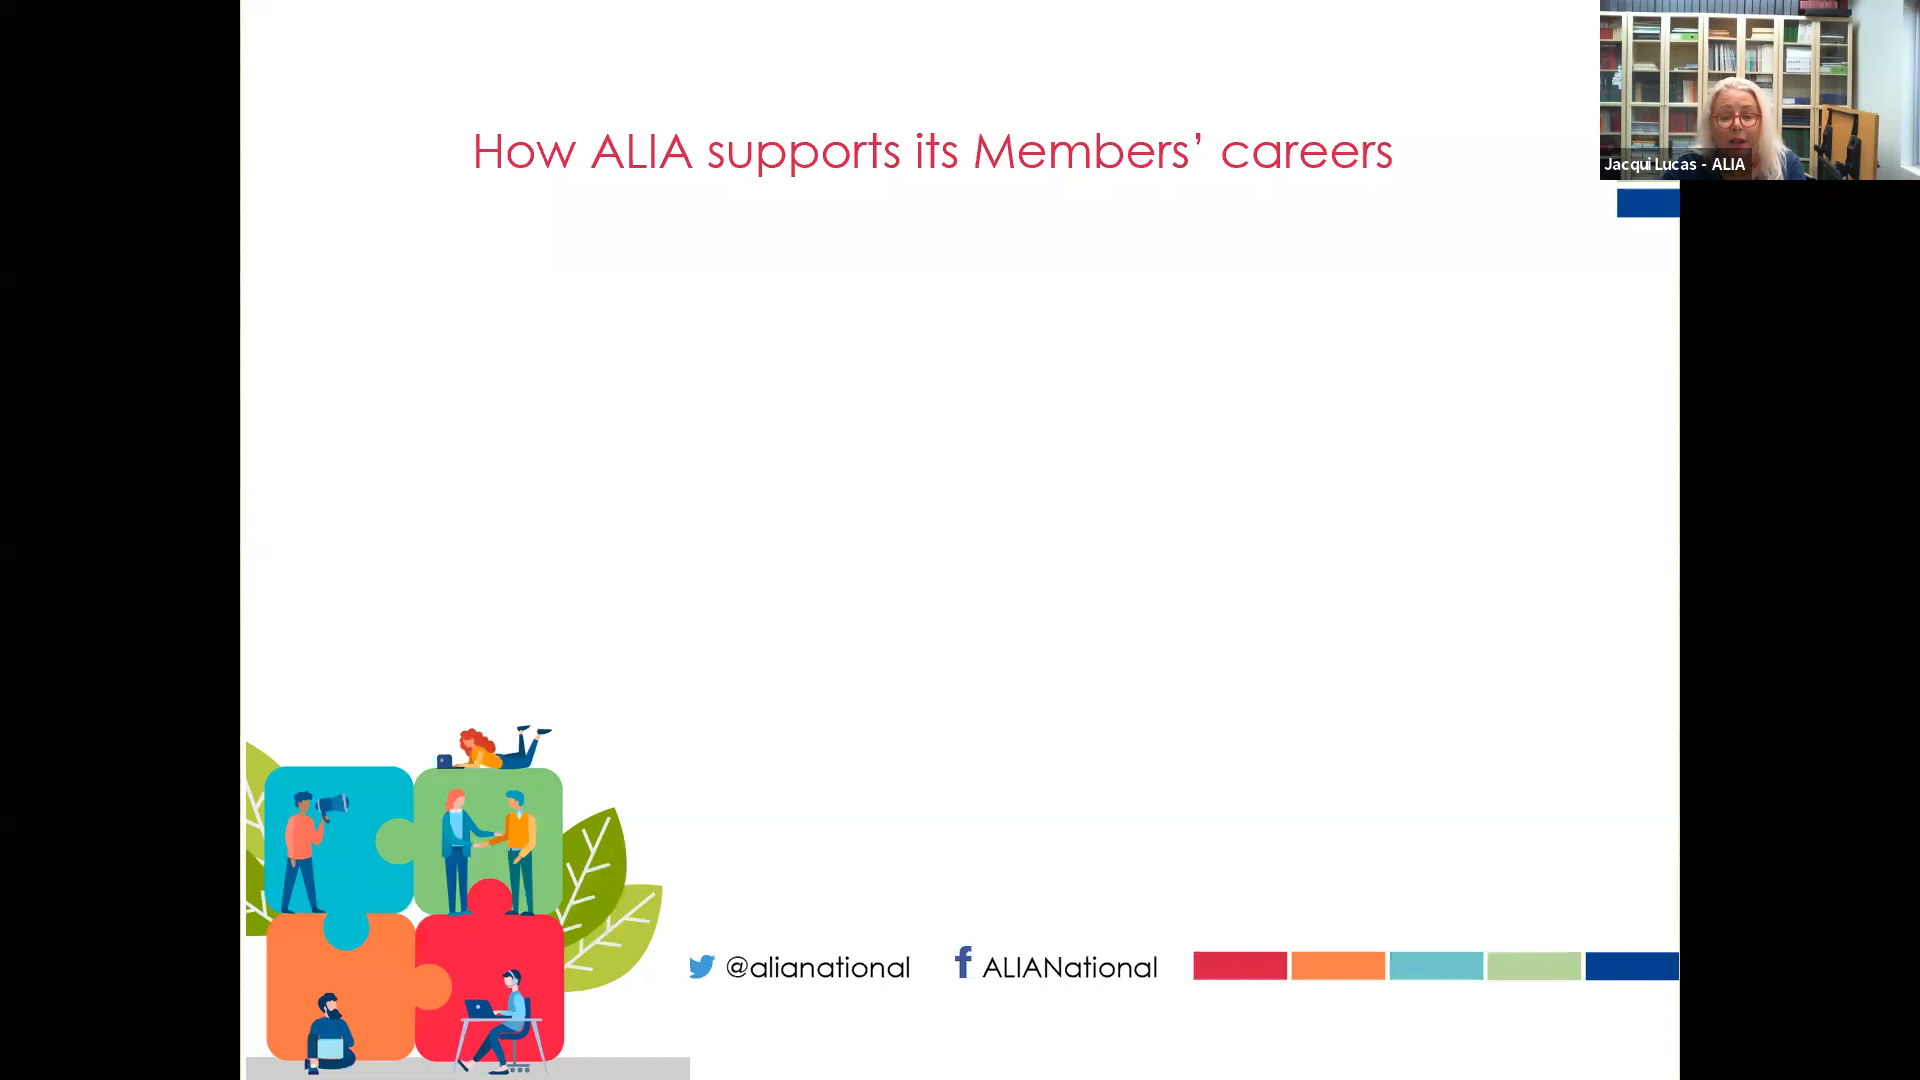 How ALIA supports its Members’ careers
Jacqui Lucas - ALIA
@alianational
ALIANational